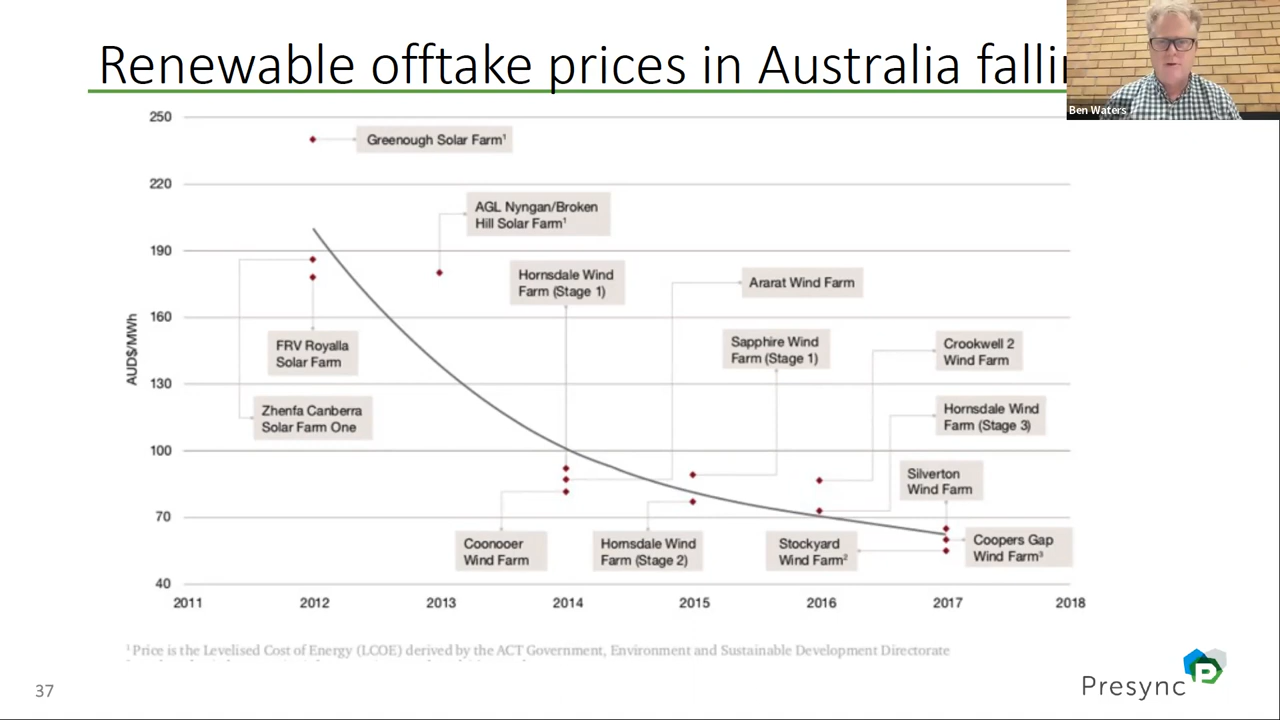 Renewable offtake prices in Australia falli
Ben Waters
250
220
190
160
130
100
70
40
AUD$/MWh
Greenough Solar Farm¹
AGL Nyngan/Broken
Hill Solar Farm¹
Hornsdale Wind
Farm (Stage 1)
Ararat Wind Farm
FRV Royalla
Solar Farm
Sapphire Wind
Farm (Stage 1)
Crookwell 2
Wind Farm
Zhenfa Canberra
Solar Farm One
Hornsdale Wind
Farm (Stage 3)
Silverton
Wind Farm
Coonooer
Wind Farm
Hornsdale Wind
Farm (Stage 2)
Stockyard
Wind Farm²
Coopers Gap
Wind Farm³
2011 2012 2013 2014 2015 2016 2017 2018
¹ Price is the Levelised Cost of Energy (LCOE) derived by the ACT Government, Environment and Sustainable Development Directorate
37
Presync